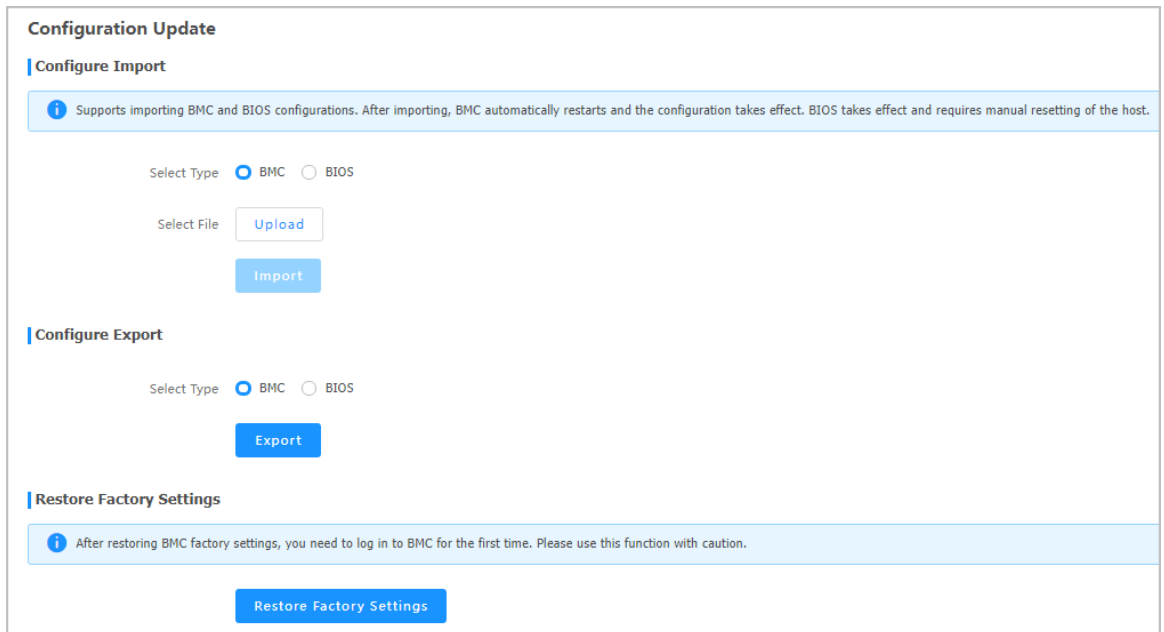 Configuration Update
Configure Import
Supports importing BMC and BIOS configurations. After importing, BMC automatically restarts and the configuration takes effect. BIOS takes effect and requires manual resetting of the host.
Select Type BMC BIOS
Select File Upload
Import
Configure Export
Select Type BMC BIOS
Export
Restore Factory Settings
After restoring BMC factory settings, you need to log in to BMC for the first time. Please use this function with caution.
Restore Factory Settings